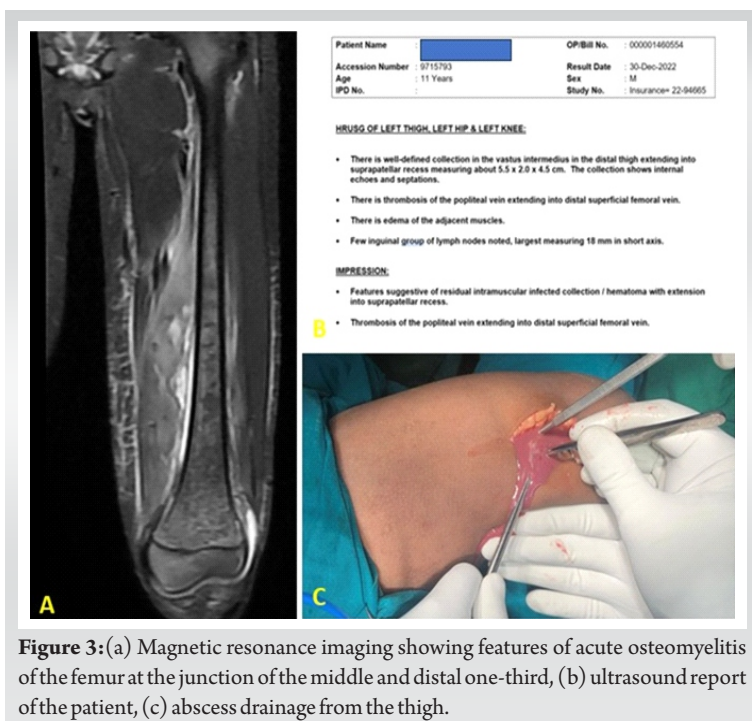 Patient Name :
OP/Bill No. : 000001460554
Accession Number : 9715793
Result Date : 30-Dec-2022
Age : 11 Years
Sex : M
IPD No. :
Study No. : Insurance= 22-94665
HRUSG OF LEFT THIGH, LEFT HIP & LEFT KNEE:
• There is well-defined collection in the vastus intermedius in the distal thigh extending into
suprapatellar recess measuring about 5.5 x 2.0 x 4.5 cm. The collection shows internal
echoes and septations.
• There is thrombosis of the popliteal vein extending into distal superficial femoral vein.
• There is edema of the adjacent muscles.
• Few inguinal group of lymph nodes noted, largest measuring 18 mm in short axis.
IMPRESSION:
• Features suggestive of residual intramuscular infected collection / hematoma with extension
into suprapatellar recess.
• Thrombosis of the popliteal vein extending into distal superficial femoral vein.
B
A
C
Figure 3:(a) Magnetic resonance imaging showing features of acute osteomyelitis
of the femur at the junction of the middle and distal one-third, (b) ultrasound report
of the patient, (c) abscess drainage from the thigh.